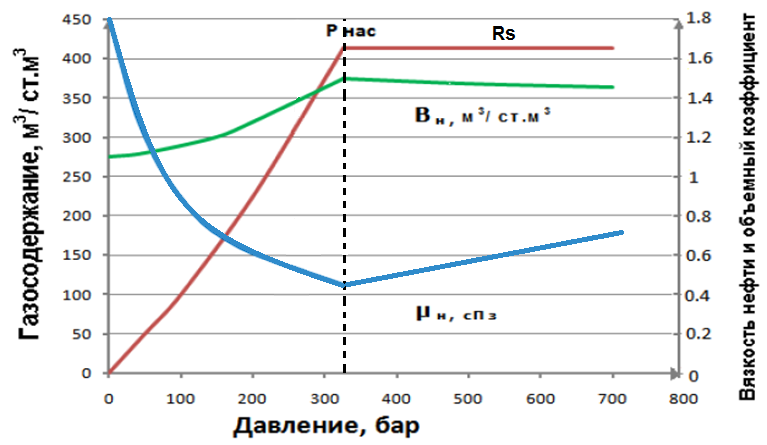 450
400
350
300
250
200
150
100
50
0
Газосодержание, м³/ ст.м³
P нас
Rs
Bн, м³/ ст.м³
μн, сПз
1.8
1.6
1.4
1.2
1
0.8
0.6
0.4
0.2
0
Вязкость нефти и объемный коэффициент
0 100 200 300 400 500 600 700 800
Давление, бар